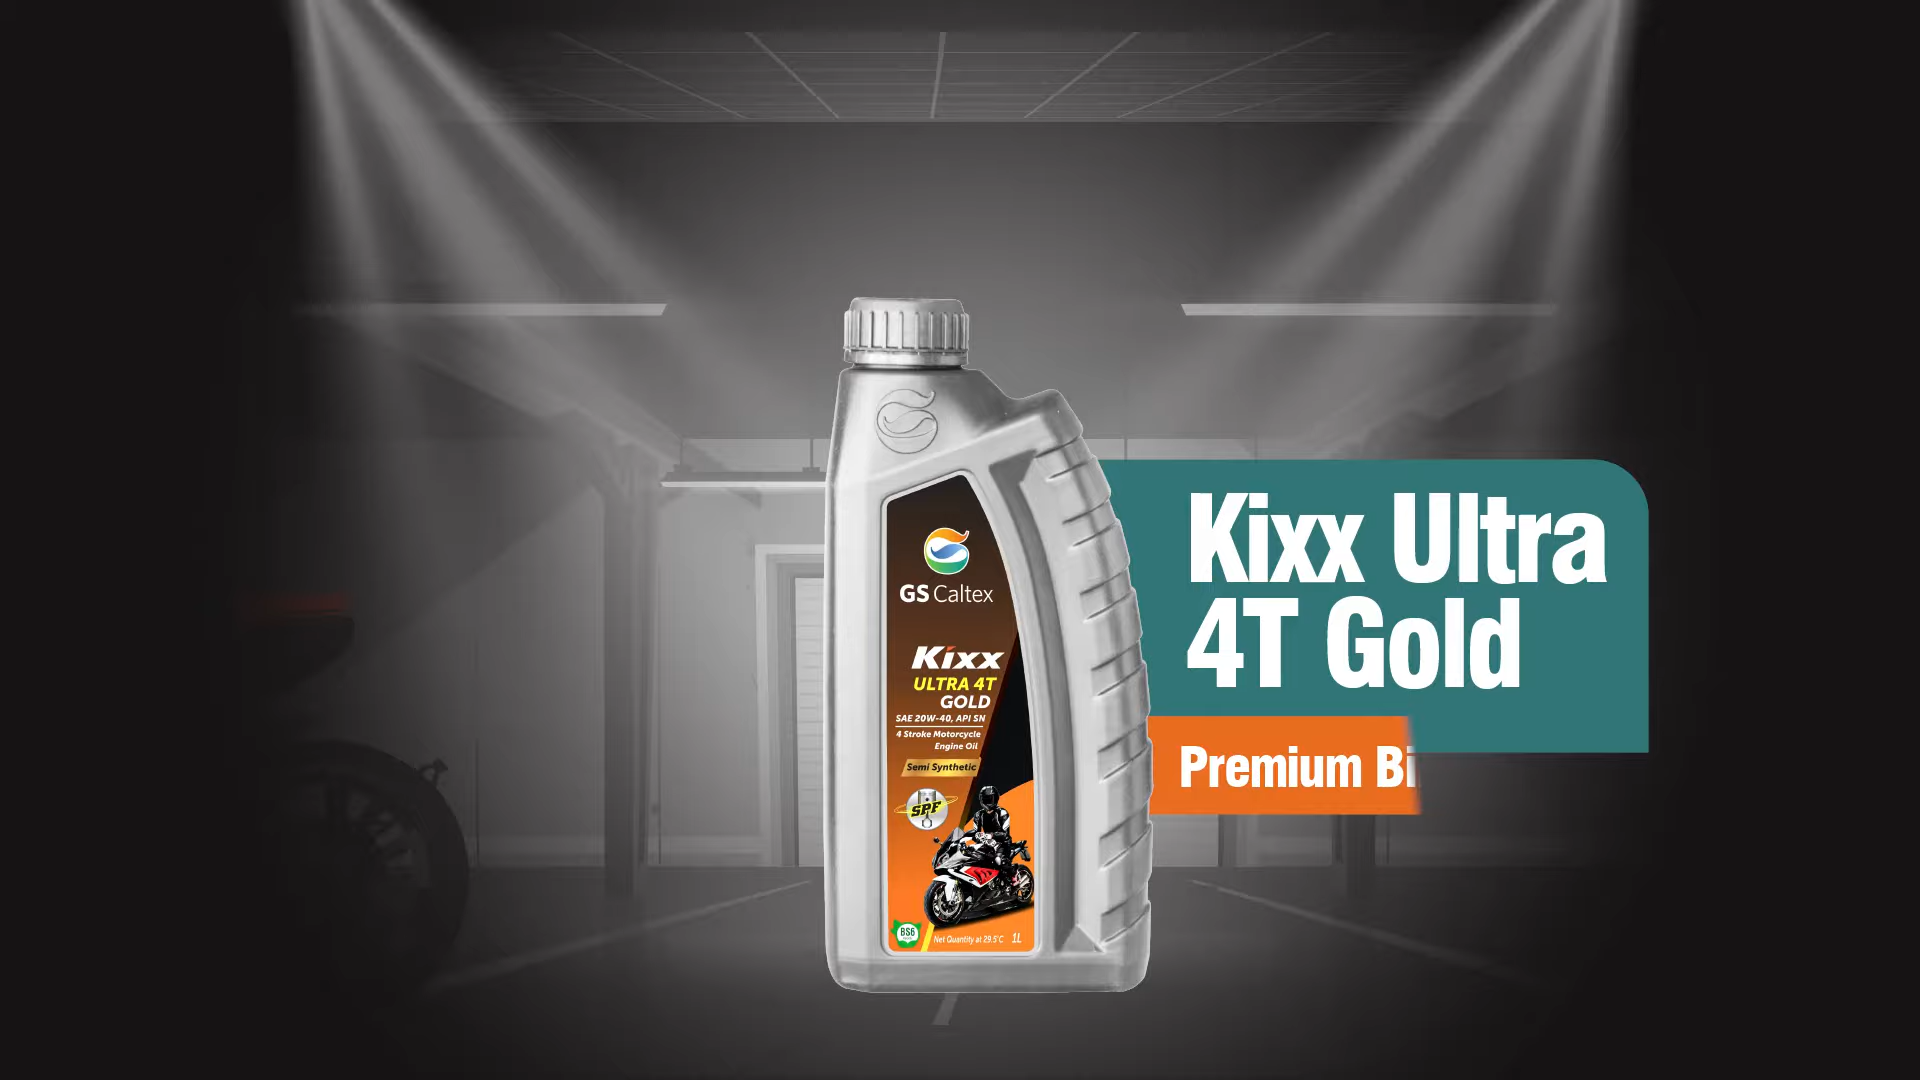 Kixx Ultra
4T Gold
Premium Bi
GS Caltex
Kixx
ULTRA 4T
GOLD
SAE 20W-40, API SN
4 Stroke Motorcycle
Engine Oil
Semi Synthetic
SPF
BS6
Net Quantity at 29.5°C 1L